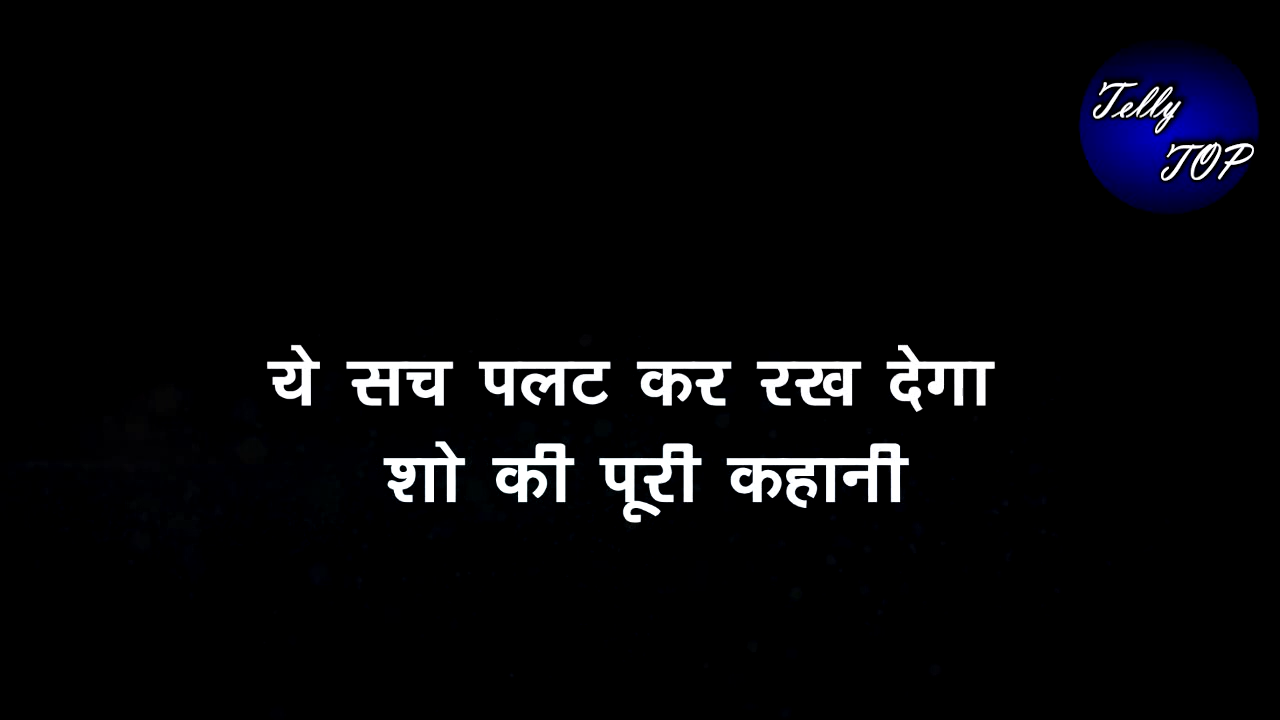 Telly
TOP
ये सच पलट कर रख देगा
शो की पूरी कहानी